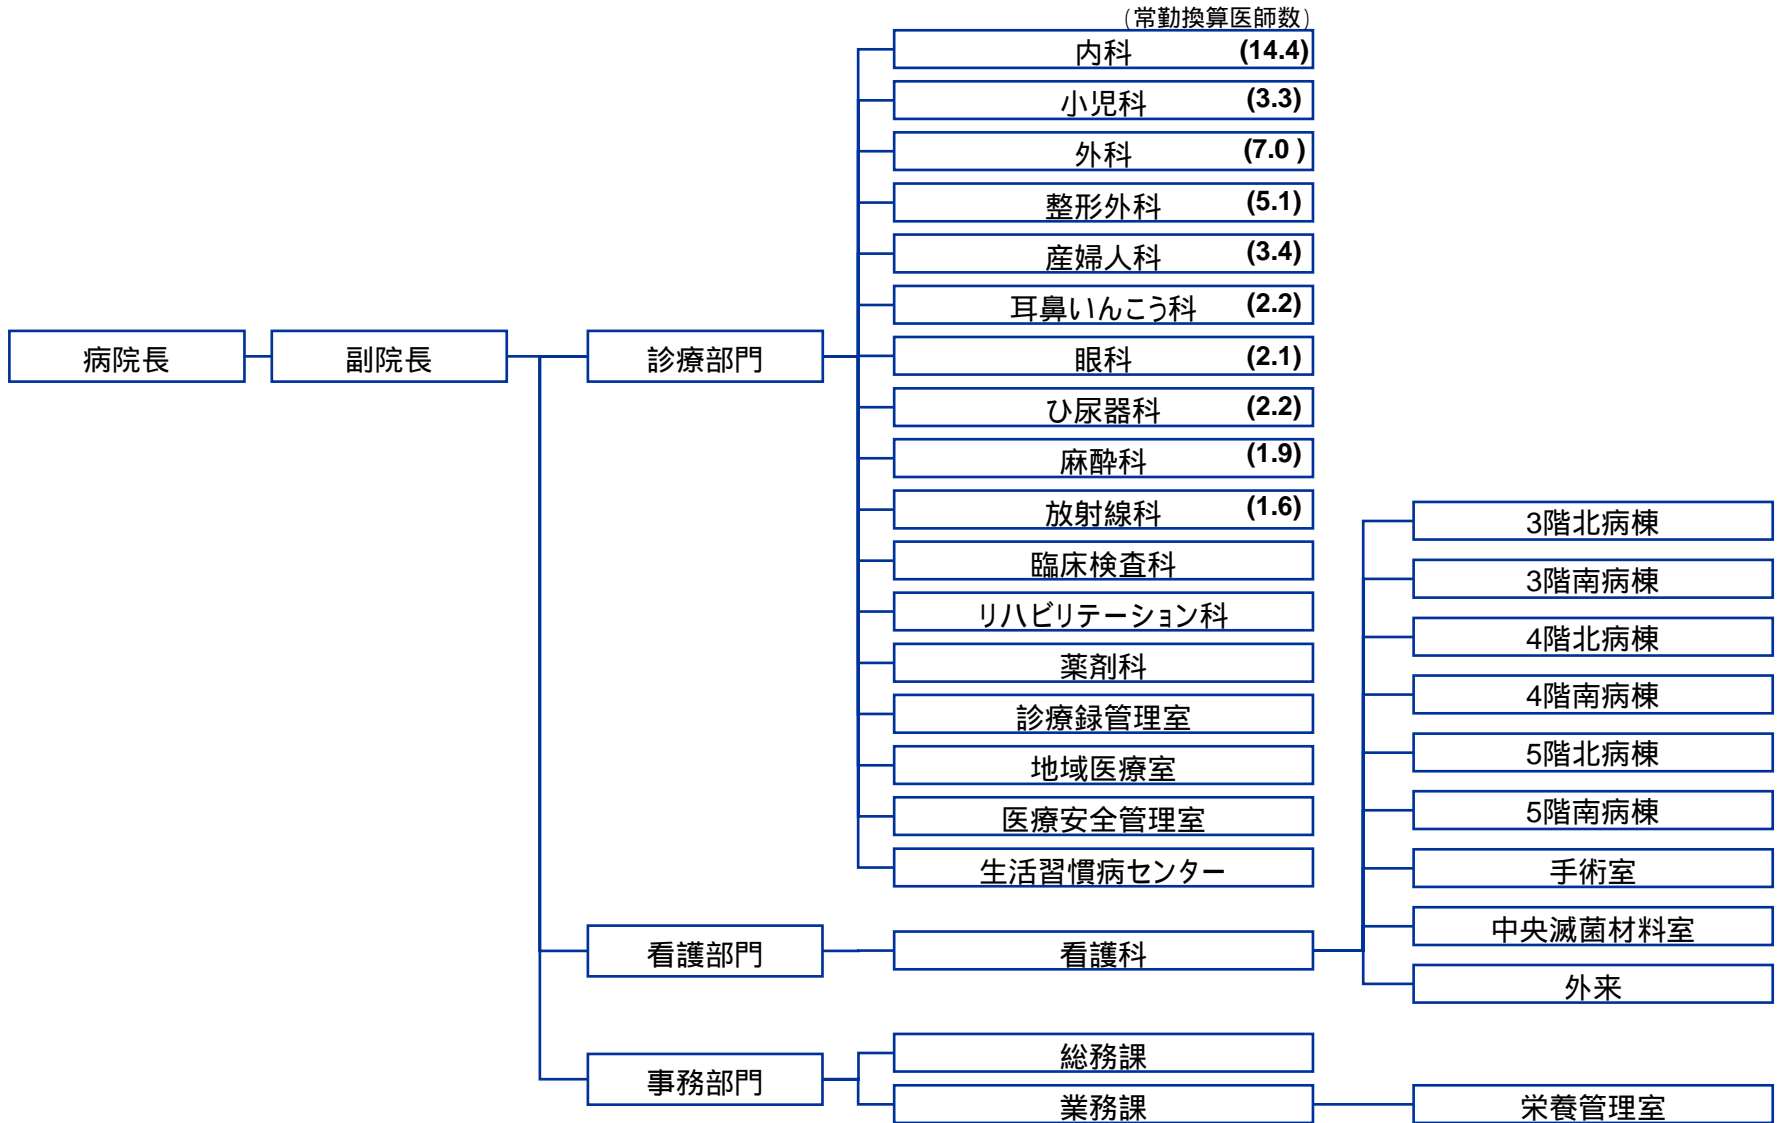 (常勤換算医師数)
内科 (14.4)
小児科 (3.3)
外科 (7.0 )
整形外科 (5.1)
産婦人科 (3.4)
耳鼻いんこう科 (2.2)
病院長
副院長
診療部門
眼科 (2.1)
ひ尿器科 (2.2)
麻酔科 (1.9)
放射線科 (1.6)
臨床検査科
リハビリテーション科
薬剤科
診療録管理室
地域医療室
医療安全管理室
生活習慣病センター
看護部門
看護科
3階北病棟
3階南病棟
4階北病棟
4階南病棟
5階北病棟
5階南病棟
手術室
中央滅菌材料室
外来
事務部門
総務課
業務課
栄養管理室